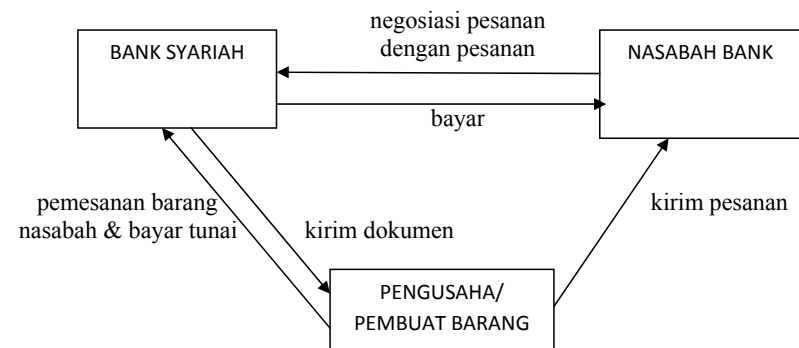 negosiasi pesanan
dengan pesanan
BANK SYARIAH
NASABAH BANK
bayar
pemesanan barang
nasabah & bayar tunai
kirim dokumen
kirim pesanan
PENGUSAHA/
PEMBUAT BARANG